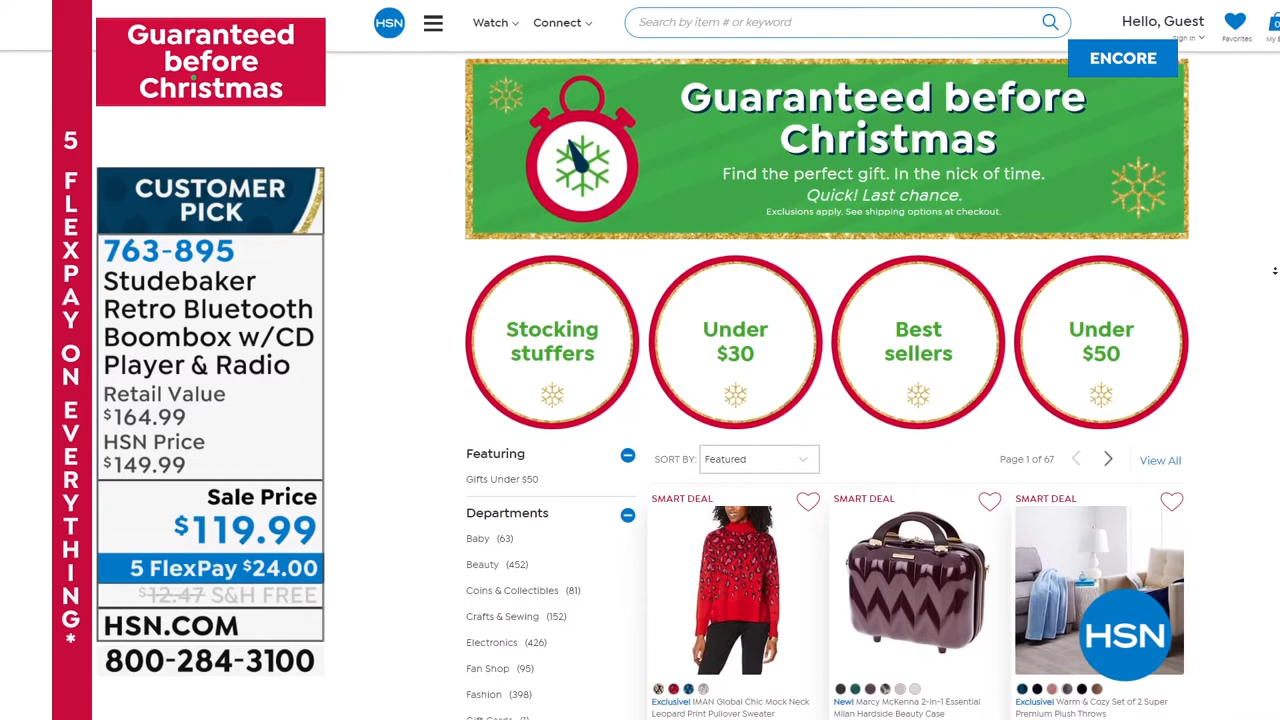 Guaranteed
before
Christmas
5 FLEXPAY ON EVERYTHING*
CUSTOMER
PICK
763-895
Studebaker
Retro Bluetooth
Boombox w/CD
Player & Radio
Retail Value
$164.99
HSN Price
$149.99
Sale Price
$119.99
5 FlexPay $24.00
$12.47 S&H FREE
HSN.COM
800-284-3100
HSN
Watch
Connect
Search by item # or keyword
Hello, Guest
Sign In
Favorites
0
ENCORE
Guaranteed before
Christmas
Find the perfect gift. In the nick of time.
Quick! Last chance.
Exclusions apply. See shipping options at checkout.
Stocking
stuffers
Under
$30
Best
sellers
Under
$50
Featuring
Gifts Under $50
Departments
Baby (63)
Beauty (452)
Coins & Collectibles (81)
Crafts & Sewing (152)
Electronics (426)
Fan Shop (95)
Fashion (398)
SORT BY: Featured
Page 1 of 67
View All
SMART DEAL
Exclusive! IMAN Global Chic Mock Neck
Leopard Print Pullover Sweater
SMART DEAL
New! Marcy McKenna 2-in-1 Essential
Milan Hardside Beauty Case
SMART DEAL
Exclusive! Warm & Cozy Set of 2 Super
Premium Plush Throws
HSN